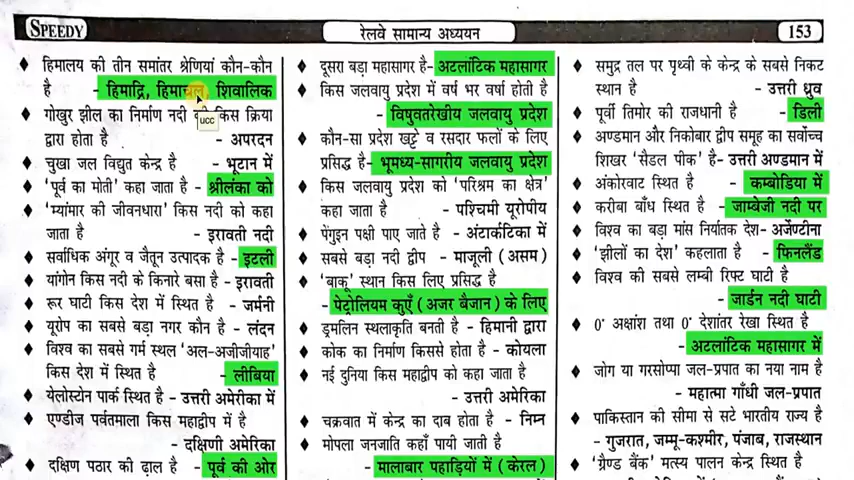 SPEEDY
रेलवे सामान्य अध्ययन
153
♦ हिमालय की तीन समांतर श्रेणियां कौन-कौन
है - हिमाद्रि, हिमाचल, शिवालिक
ucc
♦ गोखुर झील का निर्माण नदी की किस क्रिया
द्वारा होता है - अपरदन
♦ चुखा जल विद्युत केन्द्र है - भूटान में
♦ 'पूर्व का मोती' कहा जाता है - श्रीलंका को
♦ 'म्यांमार की जीवनधारा' किस नदी को कहा
जाता है - इरावती नदी
♦ सर्वाधिक अंगूर व जैतून उत्पादक है - इटली
♦ यांगोन किस नदी के किनारे बसा है - इरावती
♦ रूर घाटी किस देश में स्थित है - जर्मनी
♦ यूरोप का सबसे बड़ा नगर कौन है - लंदन
♦ विश्व का सबसे गर्म स्थल 'अल-अजीजीयाह'
किस देश में स्थित है - लीबिया
♦ येलोस्टोन पार्क स्थित है - उत्तरी अमेरिका में
♦ एण्डीज पर्वतमाला किस महाद्वीप में है
- दक्षिणी अमेरिका
♦ दक्षिण पठार की ढ़ाल है - पूर्व की ओर
♦ दूसरा बड़ा महासागर है- अटलांटिक महासागर
♦ किस जलवायु प्रदेश में वर्ष भर वर्षा होती है
- विषुवतरेखीय जलवायु प्रदेश
♦ कौन-सा प्रदेश खट्टे व रसदार फलों के लिए
प्रसिद्ध है - भूमध्य-सागरीय जलवायु प्रदेश
♦ किस जलवायु प्रदेश को 'परिश्रम का क्षेत्र'
कहा जाता है - पश्चिमी यूरोपीय
♦ पेंगुइन पक्षी पाए जाते है - अंटार्कटिका में
♦ सबसे बड़ा नदी द्वीप - माजूली (असम)
♦ 'बाकू' स्थान किस लिए प्रसिद्ध है
- पेट्रोलियम कुएँ (अजर बैजान) के लिए
♦ ड्रमलिन स्थलाकृति बनती है - हिमानी द्वारा
♦ कोक का निर्माण किससे होता है - कोयला
♦ नई दुनिया किस महाद्वीप को कहा जाता है
- उत्तरी अमेरिका
♦ चक्रवात में केन्द्र का दाब होता है - निम्न
♦ मोपला जनजाति कहाँ पायी जाती है
- मालाबार पहाड़ियों में (केरल)
♦ समुद्र तल पर पृथ्वी के केन्द्र के सबसे निकट
स्थान है - उत्तरी ध्रुव
♦ पूर्वी तिमोर की राजधानी है - डिली
♦ अण्डमान और निकोबार द्वीप समूह का सर्वोच्च
शिखर 'सैडल पीक' है- उत्तरी अण्डमान में
♦ अंकोरवाट स्थित है - कम्बोडिया में
♦ करीबा बाँध स्थित है - जाम्बेजी नदी पर
♦ विश्व का बड़ा मांस निर्यातक देश- अर्जेण्टीना
♦ 'झीलों का देश' कहलाता है - फिनलैंड
♦ विश्व की सबसे लम्बी रिफ्ट घाटी है
- जार्डन नदी घाटी
♦ 0° अक्षांश तथा 0° देशांतर रेखा स्थित है
- अटलांटिक महासागर में
♦ जोग या गरसोप्पा जल-प्रपात का नया नाम है
- महात्मा गाँधी जल-प्रपात
♦ पाकिस्तान की सीमा से सटे भारतीय राज्य है
- गुजरात, जम्मू-कश्मीर, पंजाब, राजस्थान
♦ 'ग्रैण्ड बैंक' मत्स्य पालन केन्द्र स्थित है